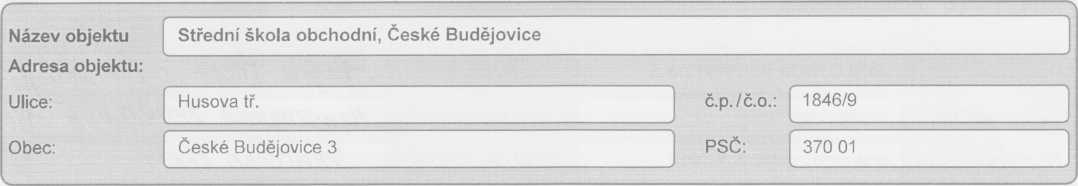 Název objektu Střední škola obchodní, České Budějovice
Adresa objektu:
Ulice: Husova tř. č.p./č.o.: 1846/9
Obec: České Budějovice 3 PSČ: 370 01